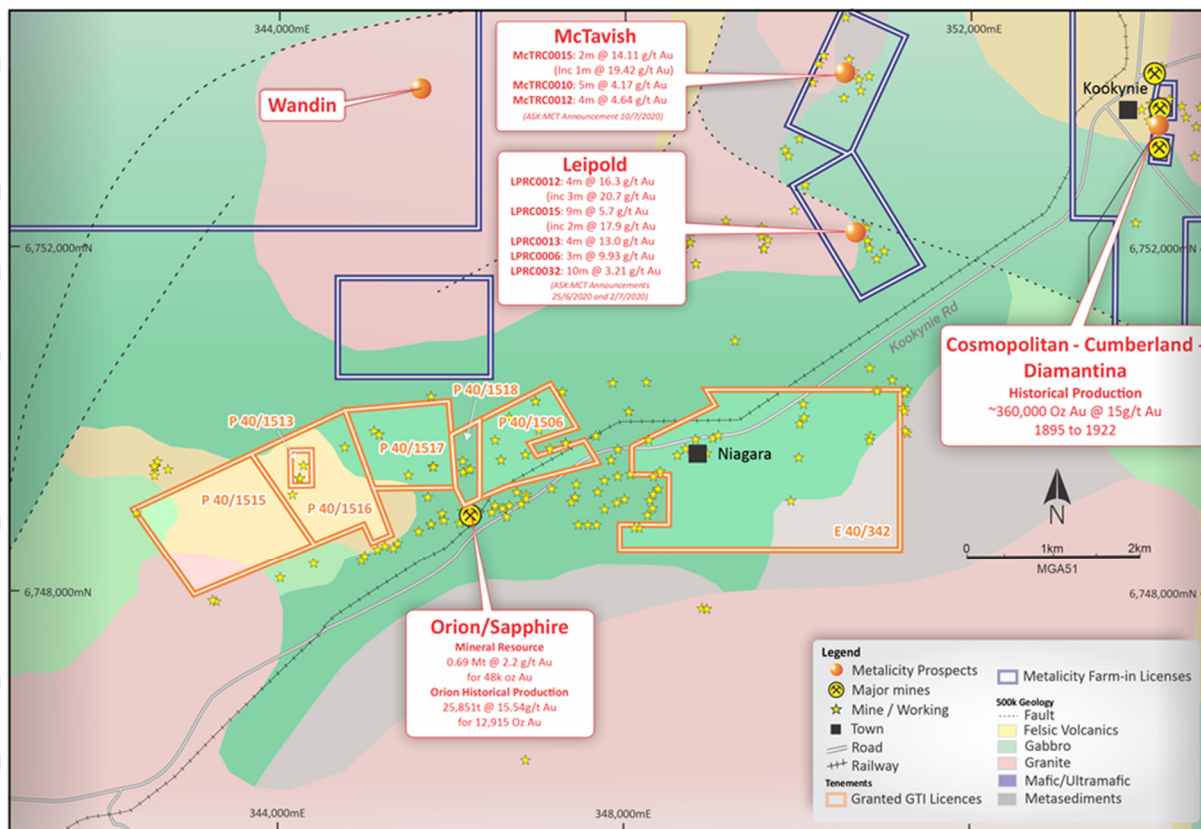 344,000mE
352,000mE
McTavish
McTRC0015: 2m @ 14.11 g/t Au
(Inc 1m @ 19.42 g/t Au)
McTRC0010: 5m @ 4.17 g/t Au
McTRC0012: 4m @ 4.64 g/t Au
(ASX:MCT Announcement 10/7/2020)
Wandin
Kookynie
Leipold
LPRC0012: 4m @ 16.3 g/t Au
(inc 3m @ 20.7 g/t Au
LPRC0015: 9m @ 5.7 g/t Au
(inc 2m @ 17.9 g/t Au
LPRC0013: 4m @ 13.0 g/t Au
LPRC0006: 3m @ 9.93 g/t Au
LPRC0032: 10m @ 3.21 g/t Au
(ASX:MCT Announcements
25/6/2020 and 2/7/2020)
6,752,000mN
6,752,000mN
Kookynie Rd
Cosmopolitan - Cumberland -
Diamantina
Historical Production
~360,000 Oz Au @ 15g/t Au
1895 to 1922
P 40/1518
P 40/1513
P 40/1506
P 40/1517
Niagara
P 40/1515
P 40/1516
E 40/342
N
0 1km 2km
MGA51
6,748,000mN
6,748,000mN
Orion/Sapphire
Mineral Resource
0.69 Mt @ 2.2 g/t Au
for 48k oz Au
Orion Historical Production
25,851t @ 15.54g/t Au
for 12,915 Oz Au
Legend
Metalicity Prospects
Major mines
Mine / Working
Town
Road
Railway
Tenements
Granted GTI Licences
Metalicity Farm-in Licenses
500k Geology
Fault
Felsic Volcanics
Gabbro
Granite
Mafic/Ultramafic
Metasediments
344,000mE
348,000mE